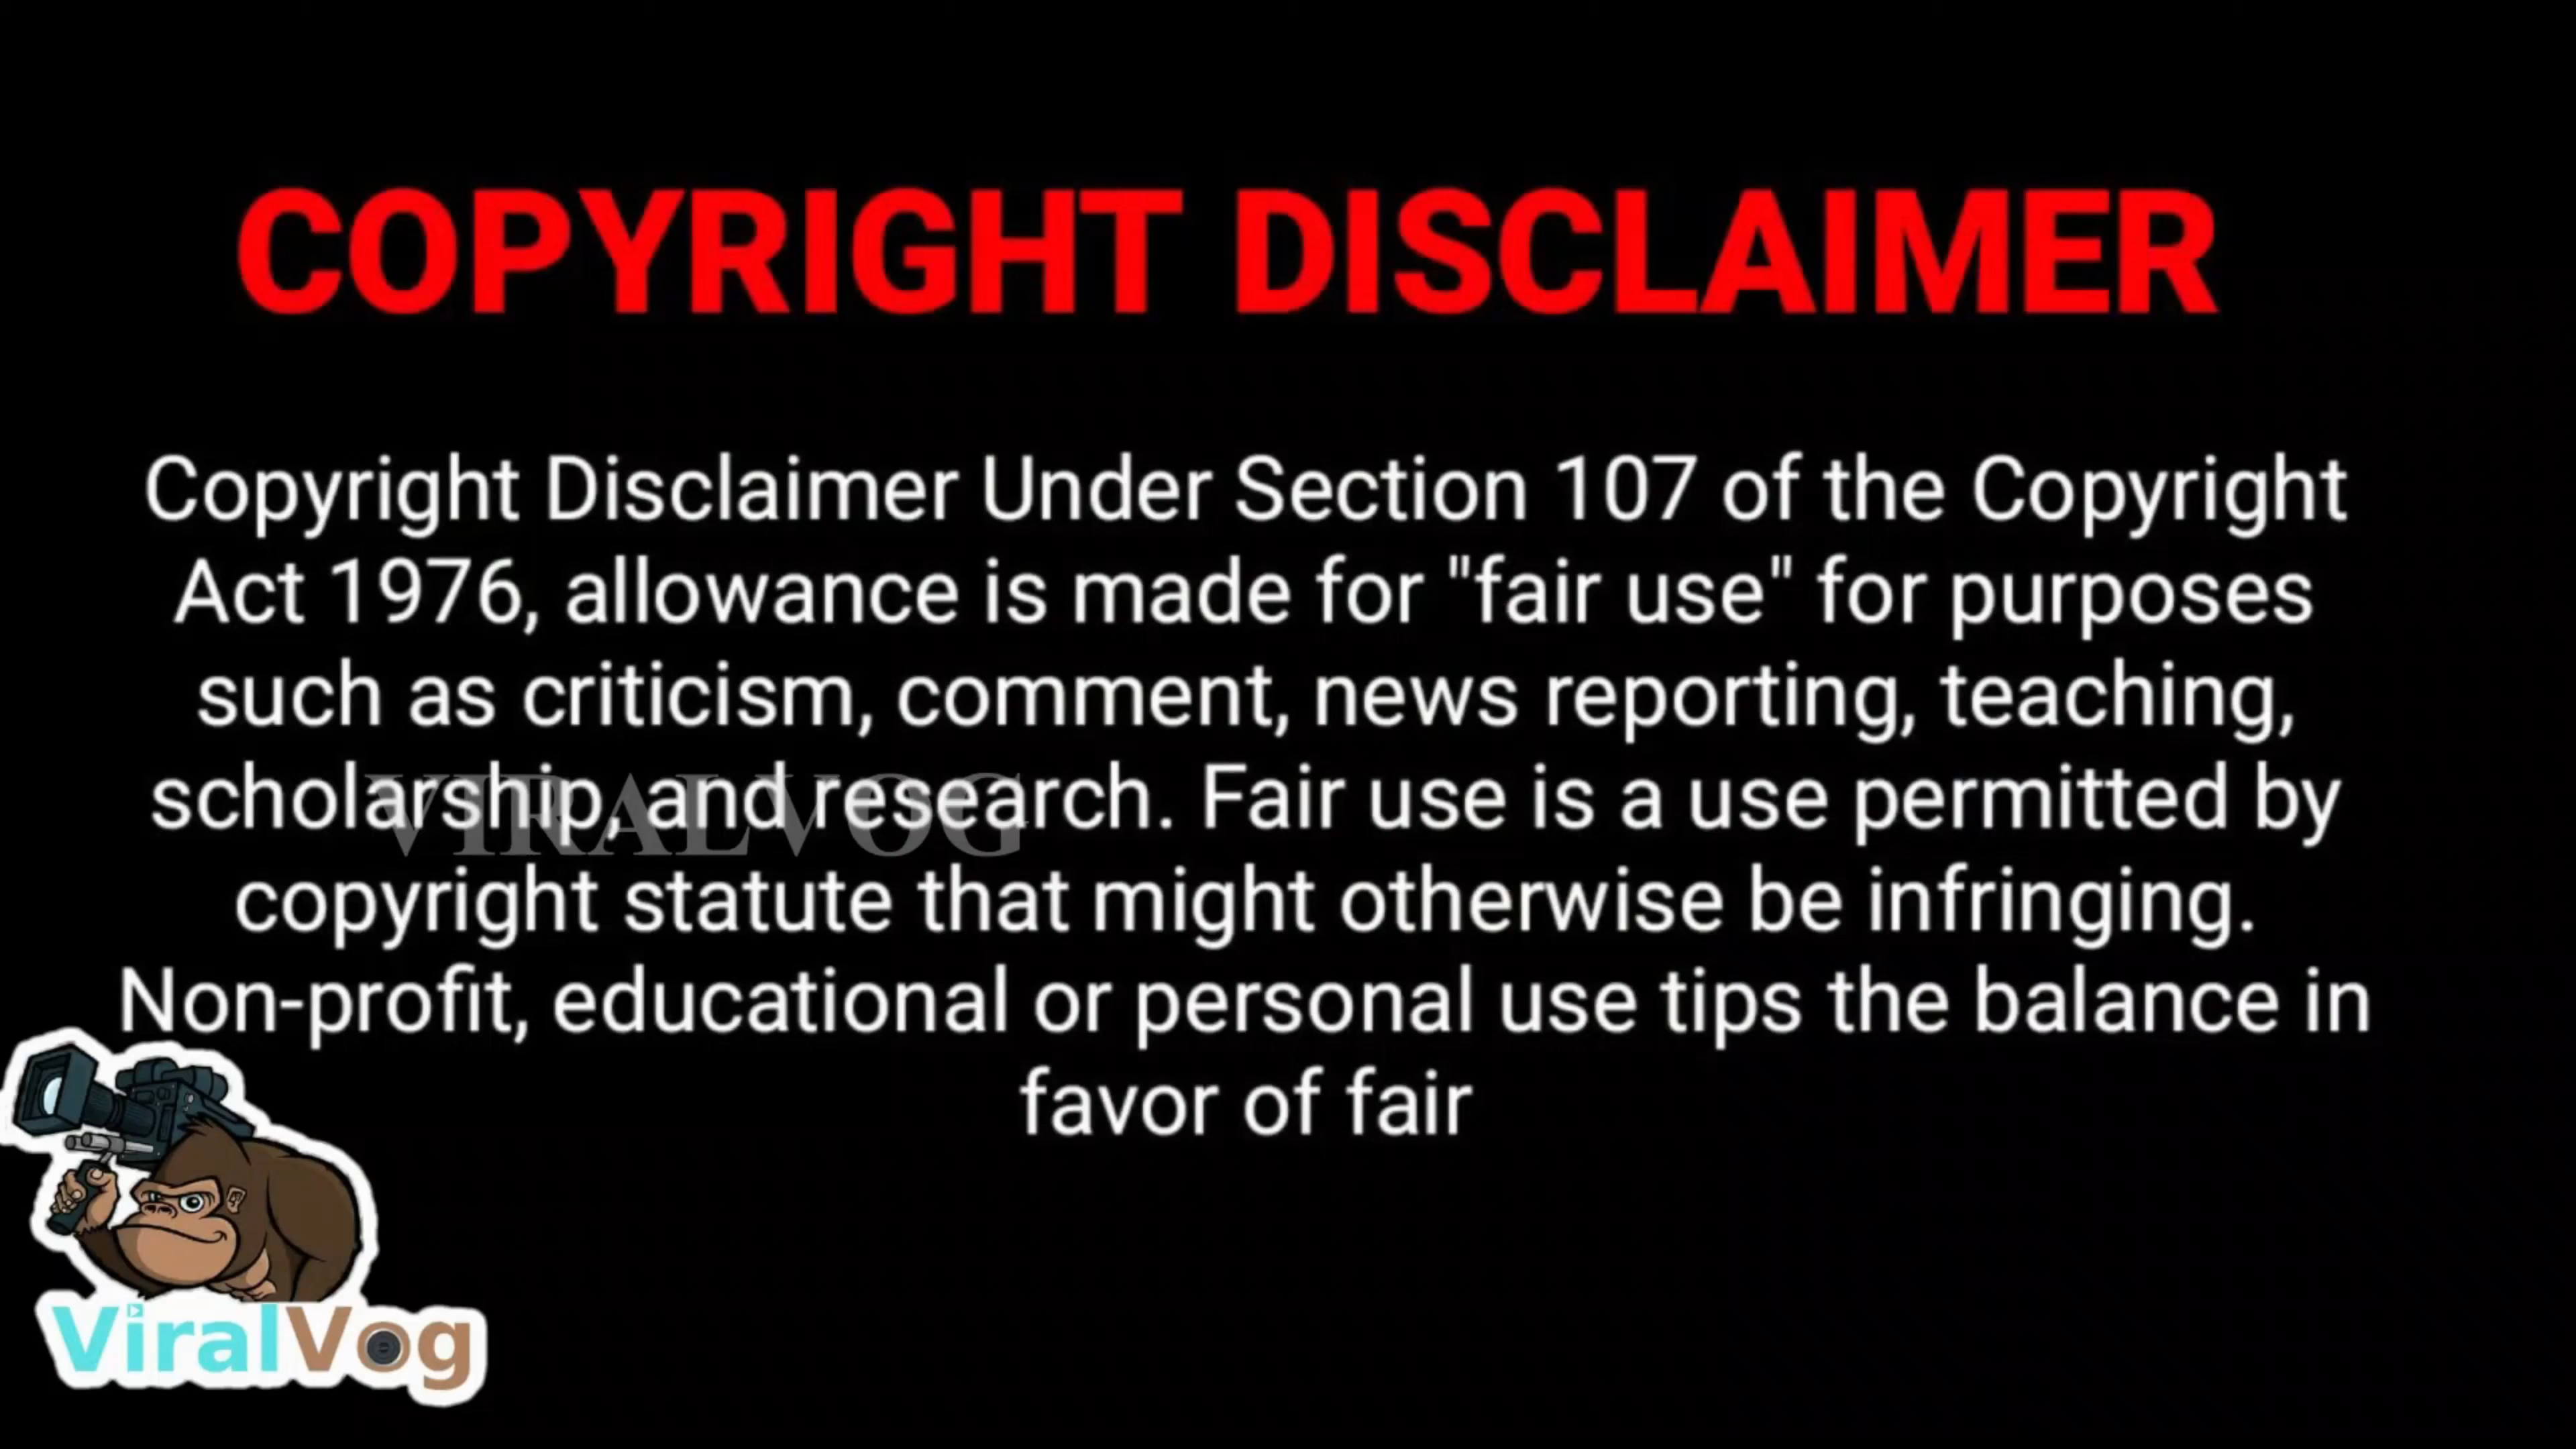 COPYRIGHT DISCLAIMER
Copyright Disclaimer Under Section 107 of the Copyright
Act 1976, allowance is made for "fair use" for purposes
such as criticism, comment, news reporting, teaching,
scholarship, and research. Fair use is a use permitted by
VIRALVOG
copyright statute that might otherwise be infringing.
Non-profit, educational or personal use tips the balance in
favor of fair
ViralVog